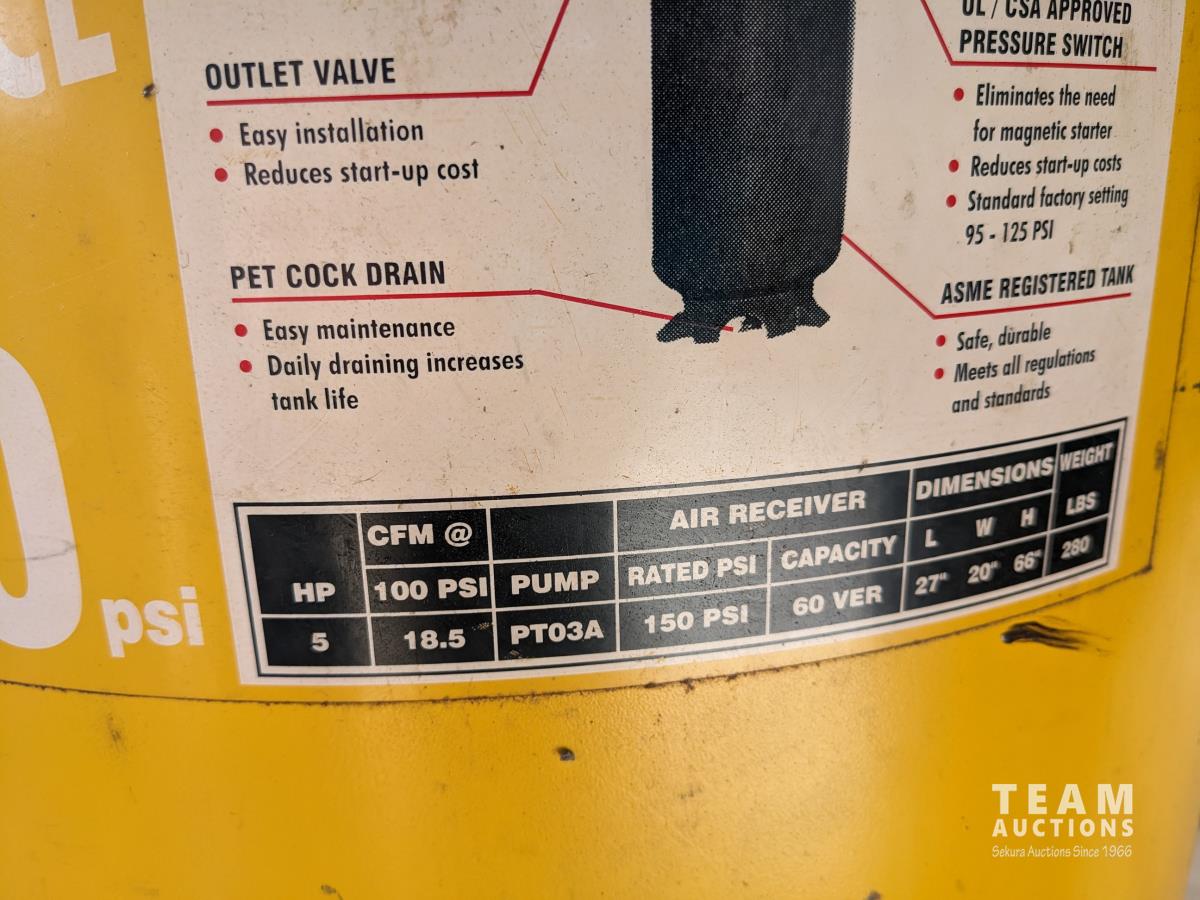 OUTLET VALVE
Easy installation
Reduces start-up cost
PET COCK DRAIN
Easy maintenance
Daily draining increases
tank life
UL / CSA APPROVED
PRESSURE SWITCH
Eliminates the need
for magnetic starter
Reduces start-up costs
Standard factory setting
95 - 125 PSI
ASME REGISTERED TANK
Safe, durable
Meets all regulations
and standards
CFM @ AIR RECEIVER DIMENSIONS WEIGHT
HP 100 PSI PUMP RATED PSI CAPACITY L W H LBS
5 18.5 PT03A 150 PSI 60 VER 27" 20" 66" 280
psi
TEAM
AUCTIONS
Sekura Auctions Since 1966